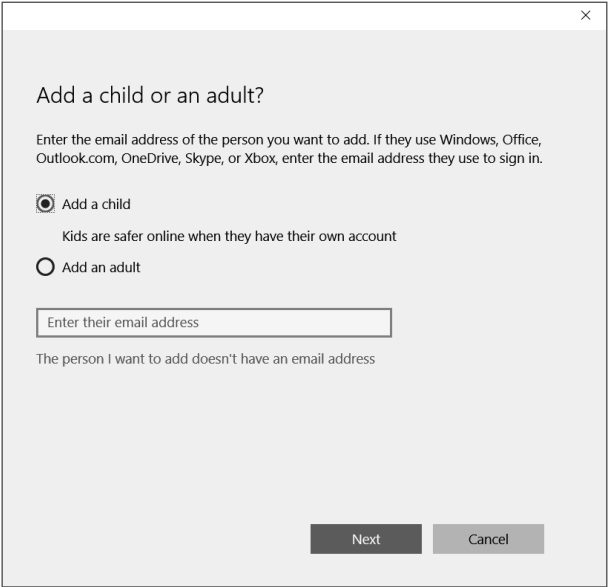 Add a child or an adult?
Enter the email address of the person you want to add. If they use Windows, Office,
Outlook.com, OneDrive, Skype, or Xbox, enter the email address they use to sign in.
Add a child
Kids are safer online when they have their own account
Add an adult
Enter their email address
The person I want to add doesn't have an email address
Next
Cancel